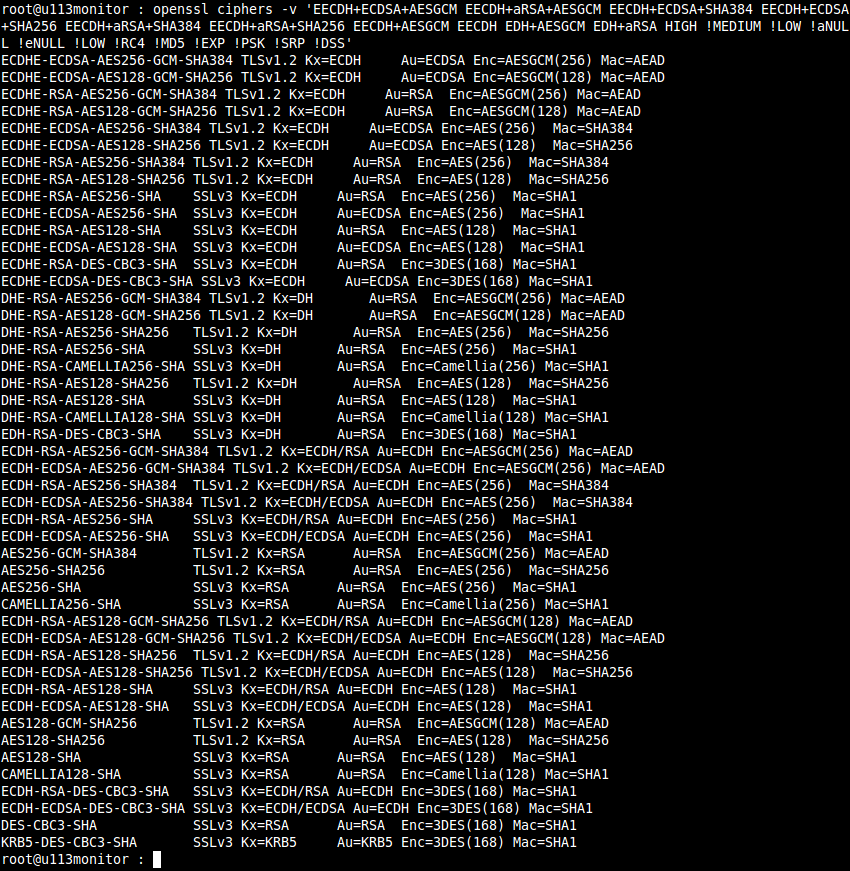 root@u113monitor : openssl ciphers -v 'EECDH+ECDSA+AESGCM EECDH+aRSA+AESGCM EECDH+ECDSA+SHA384 EECDH+ECDSA
+SHA256 EECDH+aRSA+SHA384 EECDH+aRSA+SHA256 EECDH+AESGCM EECDH EDH+AESGCM EDH+aRSA HIGH !MEDIUM !LOW !aNUL
L !eNULL !LOW !RC4 !MD5 !EXP !PSK !SRP !DSS'
ECDHE-ECDSA-AES256-GCM-SHA384 TLSv1.2 Kx=ECDH     Au=ECDSA Enc=AESGCM(256) Mac=AEAD
ECDHE-ECDSA-AES128-GCM-SHA256 TLSv1.2 Kx=ECDH     Au=ECDSA Enc=AESGCM(128) Mac=AEAD
ECDHE-RSA-AES256-GCM-SHA384 TLSv1.2 Kx=ECDH     Au=RSA  Enc=AESGCM(256) Mac=AEAD
ECDHE-RSA-AES128-GCM-SHA256 TLSv1.2 Kx=ECDH     Au=RSA  Enc=AESGCM(128) Mac=AEAD
ECDHE-ECDSA-AES256-SHA384 TLSv1.2 Kx=ECDH     Au=ECDSA Enc=AES(256)  Mac=SHA384
ECDHE-ECDSA-AES128-SHA256 TLSv1.2 Kx=ECDH     Au=ECDSA Enc=AES(128)  Mac=SHA256
ECDHE-RSA-AES256-SHA384 TLSv1.2 Kx=ECDH     Au=RSA  Enc=AES(256)  Mac=SHA384
ECDHE-RSA-AES128-SHA256 TLSv1.2 Kx=ECDH     Au=RSA  Enc=AES(128)  Mac=SHA256
ECDHE-RSA-AES256-SHA    SSLv3 Kx=ECDH     Au=RSA  Enc=AES(256)  Mac=SHA1
ECDHE-ECDSA-AES256-SHA  SSLv3 Kx=ECDH     Au=ECDSA Enc=AES(256)  Mac=SHA1
ECDHE-RSA-AES128-SHA    SSLv3 Kx=ECDH     Au=RSA  Enc=AES(128)  Mac=SHA1
ECDHE-ECDSA-AES128-SHA  SSLv3 Kx=ECDH     Au=ECDSA Enc=AES(128)  Mac=SHA1
ECDHE-RSA-DES-CBC3-SHA  SSLv3 Kx=ECDH     Au=RSA  Enc=3DES(168) Mac=SHA1
ECDHE-ECDSA-DES-CBC3-SHA SSLv3 Kx=ECDH     Au=ECDSA Enc=3DES(168) Mac=SHA1
DHE-RSA-AES256-GCM-SHA384 TLSv1.2 Kx=DH       Au=RSA  Enc=AESGCM(256) Mac=AEAD
DHE-RSA-AES128-GCM-SHA256 TLSv1.2 Kx=DH       Au=RSA  Enc=AESGCM(128) Mac=AEAD
DHE-RSA-AES256-SHA256   TLSv1.2 Kx=DH       Au=RSA  Enc=AES(256)  Mac=SHA256
DHE-RSA-AES256-SHA      SSLv3 Kx=DH       Au=RSA  Enc=AES(256)  Mac=SHA1
DHE-RSA-CAMELLIA256-SHA SSLv3 Kx=DH       Au=RSA  Enc=Camellia(256) Mac=SHA1
DHE-RSA-AES128-SHA256   TLSv1.2 Kx=DH       Au=RSA  Enc=AES(128)  Mac=SHA256
DHE-RSA-AES128-SHA      SSLv3 Kx=DH       Au=RSA  Enc=AES(128)  Mac=SHA1
DHE-RSA-CAMELLIA128-SHA SSLv3 Kx=DH       Au=RSA  Enc=Camellia(128) Mac=SHA1
EDH-RSA-DES-CBC3-SHA    SSLv3 Kx=DH       Au=RSA  Enc=3DES(168) Mac=SHA1
ECDH-RSA-AES256-GCM-SHA384 TLSv1.2 Kx=ECDH/RSA Au=ECDH Enc=AESGCM(256) Mac=AEAD
ECDH-ECDSA-AES256-GCM-SHA384 TLSv1.2 Kx=ECDH/ECDSA Au=ECDH Enc=AESGCM(256) Mac=AEAD
ECDH-RSA-AES256-SHA384  TLSv1.2 Kx=ECDH/RSA Au=ECDH Enc=AES(256)  Mac=SHA384
ECDH-ECDSA-AES256-SHA384 TLSv1.2 Kx=ECDH/ECDSA Au=ECDH Enc=AES(256)  Mac=SHA384
ECDH-RSA-AES256-SHA     SSLv3 Kx=ECDH/RSA Au=ECDH Enc=AES(256)  Mac=SHA1
ECDH-ECDSA-AES256-SHA   SSLv3 Kx=ECDH/ECDSA Au=ECDH Enc=AES(256)  Mac=SHA1
AES256-GCM-SHA384       TLSv1.2 Kx=RSA      Au=RSA  Enc=AESGCM(256) Mac=AEAD
AES256-SHA256           TLSv1.2 Kx=RSA      Au=RSA  Enc=AES(256)  Mac=SHA256
AES256-SHA              SSLv3 Kx=RSA      Au=RSA  Enc=AES(256)  Mac=SHA1
CAMELLIA256-SHA         SSLv3 Kx=RSA      Au=RSA  Enc=Camellia(256) Mac=SHA1
ECDH-RSA-AES128-GCM-SHA256 TLSv1.2 Kx=ECDH/RSA Au=ECDH Enc=AESGCM(128) Mac=AEAD
ECDH-ECDSA-AES128-GCM-SHA256 TLSv1.2 Kx=ECDH/ECDSA Au=ECDH Enc=AESGCM(128) Mac=AEAD
ECDH-RSA-AES128-SHA256  TLSv1.2 Kx=ECDH/RSA Au=ECDH Enc=AES(128)  Mac=SHA256
ECDH-ECDSA-AES128-SHA256 TLSv1.2 Kx=ECDH/ECDSA Au=ECDH Enc=AES(128)  Mac=SHA256
ECDH-RSA-AES128-SHA     SSLv3 Kx=ECDH/RSA Au=ECDH Enc=AES(128)  Mac=SHA1
ECDH-ECDSA-AES128-SHA   SSLv3 Kx=ECDH/ECDSA Au=ECDH Enc=AES(128)  Mac=SHA1
AES128-GCM-SHA256       TLSv1.2 Kx=RSA      Au=RSA  Enc=AESGCM(128) Mac=AEAD
AES128-SHA256           TLSv1.2 Kx=RSA      Au=RSA  Enc=AES(128)  Mac=SHA256
AES128-SHA              SSLv3 Kx=RSA      Au=RSA  Enc=AES(128)  Mac=SHA1
CAMELLIA128-SHA         SSLv3 Kx=RSA      Au=RSA  Enc=Camellia(128) Mac=SHA1
ECDH-RSA-DES-CBC3-SHA   SSLv3 Kx=ECDH/RSA Au=ECDH Enc=3DES(168) Mac=SHA1
ECDH-ECDSA-DES-CBC3-SHA SSLv3 Kx=ECDH/ECDSA Au=ECDH Enc=3DES(168) Mac=SHA1
DES-CBC3-SHA            SSLv3 Kx=RSA      Au=RSA  Enc=3DES(168) Mac=SHA1
KRB5-DES-CBC3-SHA       SSLv3 Kx=KRB5     Au=KRB5 Enc=3DES(168) Mac=SHA1
root@u113monitor :